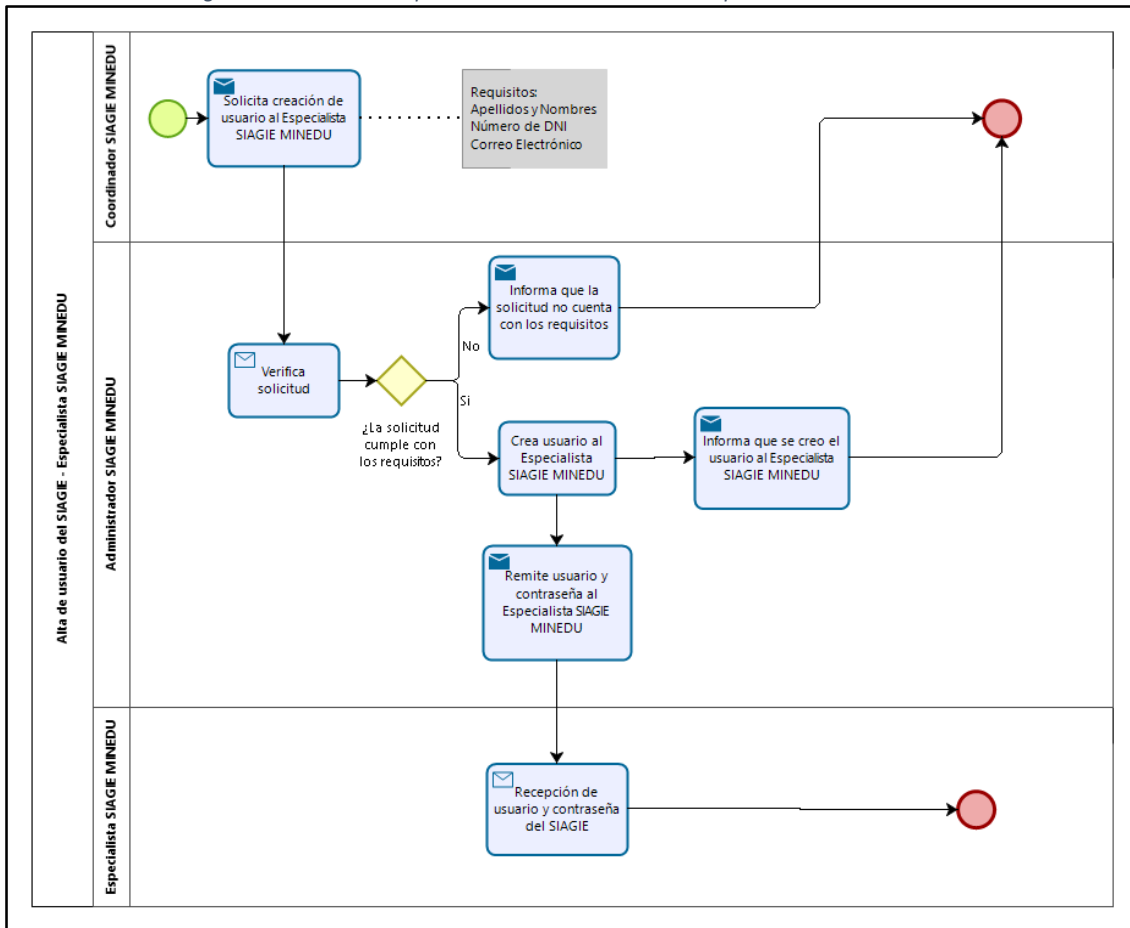 Alta de usuario del SIAGIE - Especialista SIAGIE MINEDU
Coordinador SIAGIE MINEDU
Solicita creación de
usuario al Especialista
SIAGIE MINEDU
Requisitos:
Apellidos y Nombres
Número de DNI
Correo Electrónico
Administrador SIAGIE MINEDU
Verifica
solicitud
¿La solicitud
cumple con
los requisitos?
No
Informa que la
solicitud no cuenta
con los requisitos
Si
Crea usuario al
Especialista
SIAGIE MINEDU
Informa que se creo el
usuario al Especialista
SIAGIE MINEDU
Remite usuario y
contraseña al
Especialista SIAGIE
MINEDU
Especialista SIAGIE MINEDU
Recepción de
usuario y contraseña
del SIAGIE